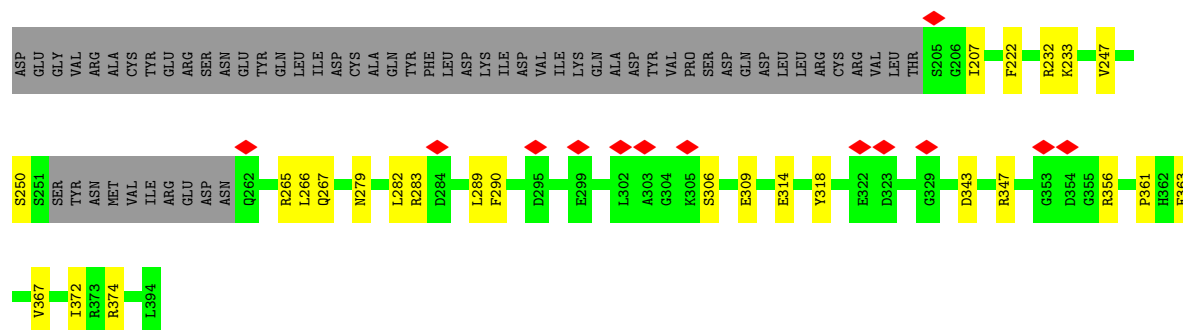 ASP GLU GLY VAL ARG ALA CYS TYR GLU ARG SER ASN GLU TYR GLN LEU ILE ASP CYS ALA GLN TYR PHE LEU ASP LYS ILE ASP VAL ILE LYS GLN ALA ASP TYR VAL PRO SER ASP GLN ASP LEU LEU ARG CYS ARG VAL LEU THR S205 G206 I207 F222 R232 K233 V247
S250 S251 SER TYR ASN MET VAL ILE ARG GLU ASP ASN Q262 R265 L266 Q267 N279 L282 R283 D284 L289 F290 D295 E299 L302 A303 G304 K305 S306 E309 E314 Y318 E322 D323 G329 D343 R347 G353 D354 G355 R356 P361 H362
V367 I372 R373 R374 L394